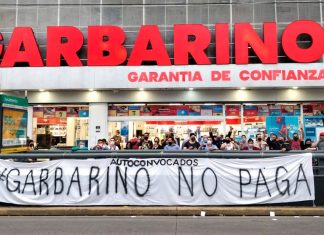 GARBARINO
GARANTIA DE CONFIANZA
AUTOCONVOCADOS
#GARBARINO NO PAGA